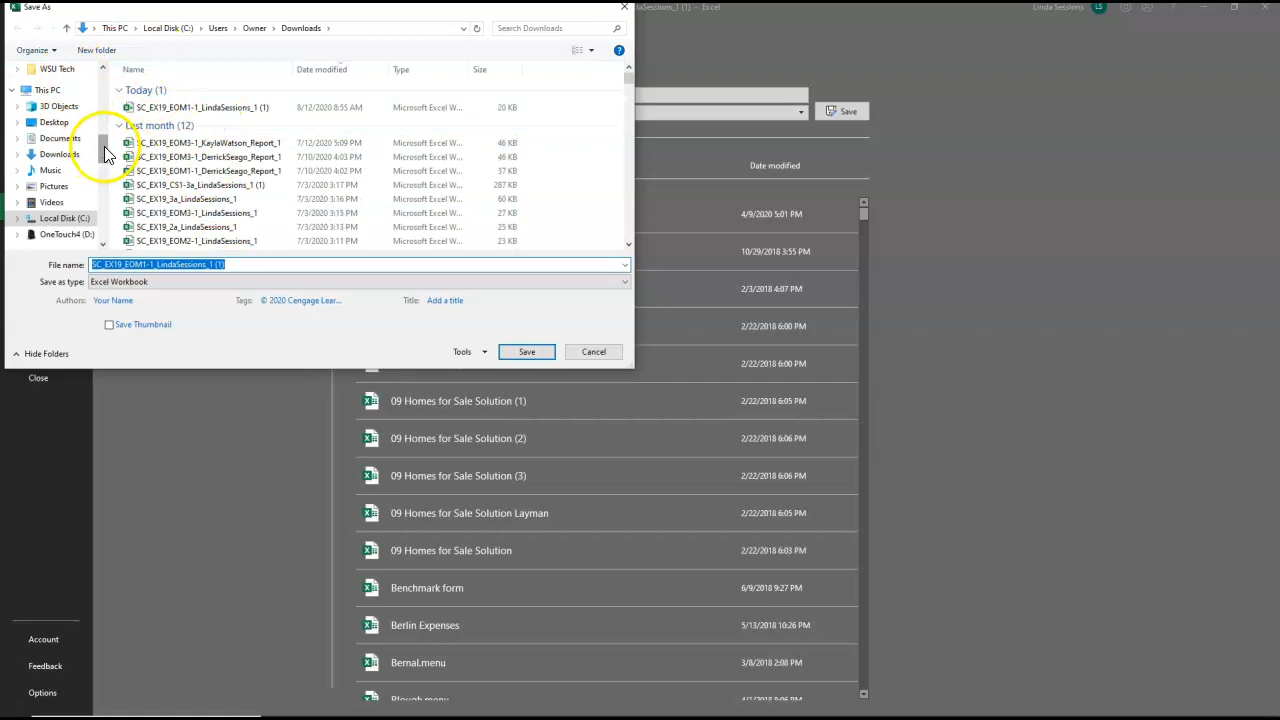 Save As
LindaSessions_1 (1) - Excel
Linda Sessions
LS
This PC > Local Disk (C:) > Users > Owner > Downloads >
Search Downloads
Organize
New folder
WSU Tech
This PC
3D Objects
Desktop
Documents
Downloads
Music
Pictures
Videos
Local Disk (C:)
OneTouch4 (D:)
Name Date modified Type Size
Today (1)
SC_EX19_EOM1-1_LindaSessions_1 (1) 8/12/2020 8:55 AM Microsoft Excel W... 20 KB
Last month (12)
SC_EX19_EOM3-1_KaylaWatson_Report_1 7/12/2020 5:09 PM Microsoft Excel W... 46 KB
SC_EX19_EOM3-1_DerrickSeago_Report_1 7/10/2020 4:03 PM Microsoft Excel W... 46 KB
SC_EX19_EOM1-1_DerrickSeago_Report_1 7/10/2020 4:02 PM Microsoft Excel W... 37 KB
SC_EX19_CS1-3a_LindaSessions_1 (1) 7/3/2020 3:17 PM Microsoft Excel W... 287 KB
SC_EX19_3a_LindaSessions_1 7/3/2020 3:16 PM Microsoft Excel W... 60 KB
SC_EX19_EOM3-1_LindaSessions_1 7/3/2020 3:13 PM Microsoft Excel W... 27 KB
SC_EX19_2a_LindaSessions_1 7/3/2020 3:13 PM Microsoft Excel W... 25 KB
SC_EX19_EOM2-1_LindaSessions_1 7/3/2020 3:11 PM Microsoft Excel W... 23 KB
File name: SC_EX19_EOM1-1_LindaSessions_1 (1)
Save as type: Excel Workbook
Authors: Your Name Tags: © 2020 Cengage Lear... Title: Add a title
Save Thumbnail
Hide Folders
Tools
Save
Cancel
Save
Date modified
4/9/2020 5:01 PM
10/29/2018 3:55 PM
2/3/2018 4:07 PM
2/22/2018 6:00 PM
2/22/2018 6:00 PM
09 Homes for Sale Solution (1) 2/22/2018 6:05 PM
09 Homes for Sale Solution (2) 2/22/2018 6:06 PM
09 Homes for Sale Solution (3) 2/22/2018 6:06 PM
09 Homes for Sale Solution Layman 2/22/2018 6:05 PM
09 Homes for Sale Solution 2/22/2018 6:03 PM
Benchmark form 6/9/2018 9:27 PM
Berlin Expenses 5/13/2018 10:26 PM
Bernal.menu 3/8/2018 2:08 PM
Blough.menu
Close
Account
Feedback
Options